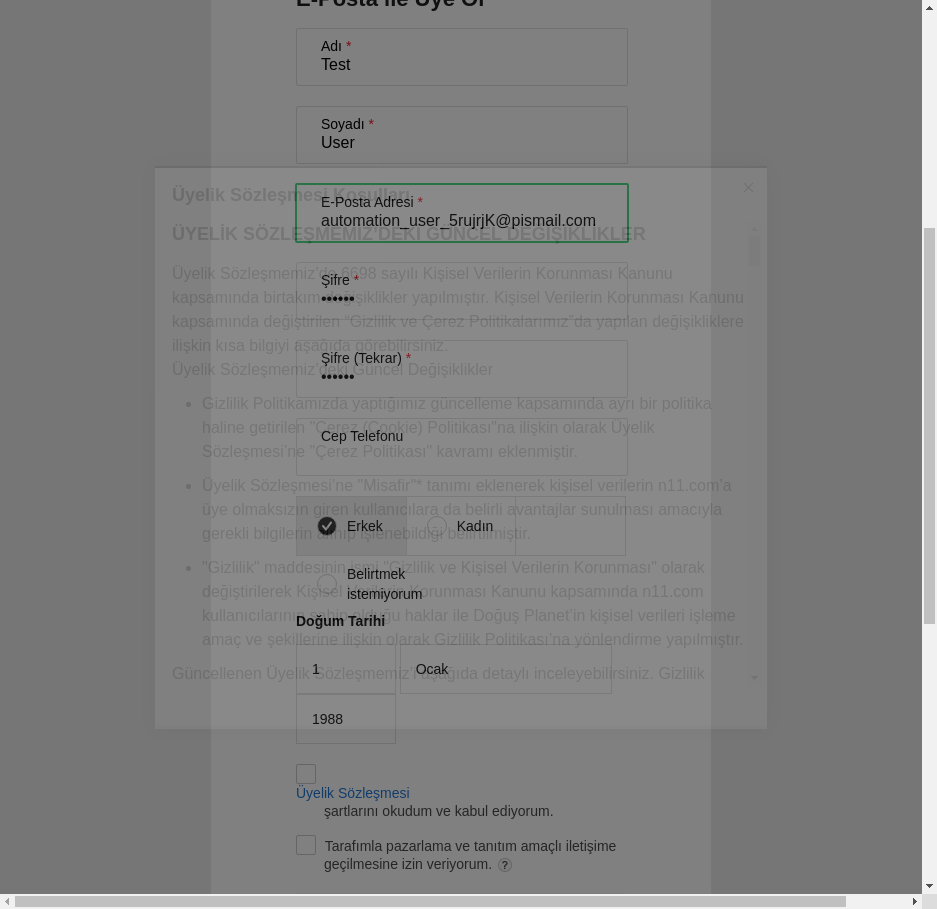 E-Posta ile Üye Ol
Adı *
Test
Soyadı *
User
E-Posta Adresi *
automation_user_5rujrjK@pismail.com
Şifre *
••••••
Şifre (Tekrar) *
••••••
Cep Telefonu
Erkek
Kadın
Belirtmek
istemiyorum
Doğum Tarihi
1
Ocak
1988
Üyelik Sözleşmesi
şartlarını okudum ve kabul ediyorum.
Tarafımla pazarlama ve tanıtım amaçlı iletişime
geçilmesine izin veriyorum. ?
Üyelik Sözleşmesi Koşulları
ÜYELİK SÖZLEŞMEMİZ'DEKİ GÜNCEL DEĞİŞİKLİKLER
Üyelik Sözleşmemiz'de 6698 sayılı Kişisel Verilerin Korunması Kanunu
kapsamında birtakım değişiklikler yapılmıştır. Kişisel Verilerin Korunması Kanunu
kapsamında değiştirilen "Gizlilik ve Çerez Politikalarımız"da yapılan değişikliklere
ilişkin kısa bilgiyi aşağıda görebilirsiniz.
Üyelik Sözleşmemiz'deki Güncel Değişiklikler
• Gizlilik Politikamızda yaptığımız güncelleme kapsamında ayrı bir politika
haline getirilen "Çerez (Cookie) Politikası"na ilişkin olarak Üyelik
Sözleşmesi'ne "Çerez Politikası" kavramı eklenmiştir.
• Üyelik Sözleşmesi'ne "Misafir"* tanımı eklenerek kişisel verilerin n11.com'a
üye olmaksızın giren kullanıcılara da belirli avantajlar sunulması amacıyla
gerekli bilgilerin alınıp işlenebildiği belirtilmiştir.
• "Gizlilik" maddesinin ismi "Gizlilik ve Kişisel Verilerin Korunması" olarak
değiştirilerek Kişisel Verilerin Korunması Kanunu kapsamında n11.com
kullanıcılarının sahip olduğu haklar ile Doğuş Planet'in kişisel verileri işleme
amaç ve şekillerine ilişkin olarak Gizlilik Politikası'na yönlendirme yapılmıştır.
Güncellenen Üyelik Sözleşmemiz'i aşağıda detaylı inceleyebilirsiniz. Gizlilik